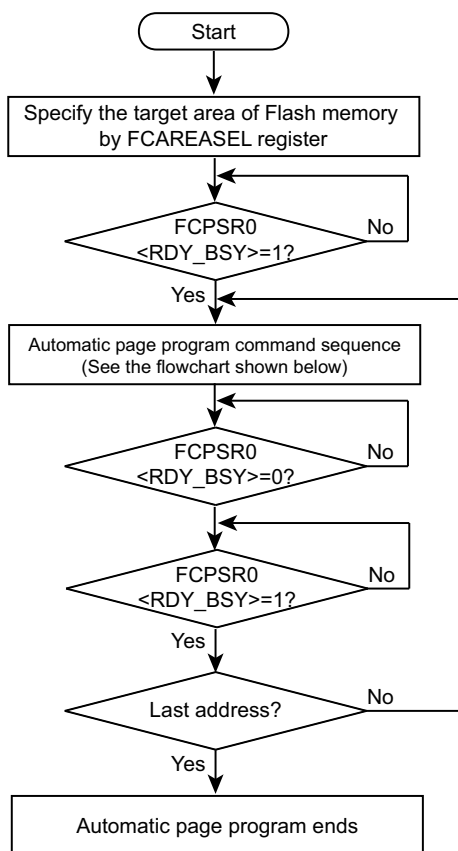 Start
Specify the target area of Flash memory
by FCAREASEL register
FCPSR0
<RDY_BSY>=1?
No
Yes
Automatic page program command sequence
(See the flowchart shown below)
FCPSR0
<RDY_BSY>=0?
No
FCPSR0
<RDY_BSY>=1?
No
Yes
Last address?
No
Yes
Automatic page program ends